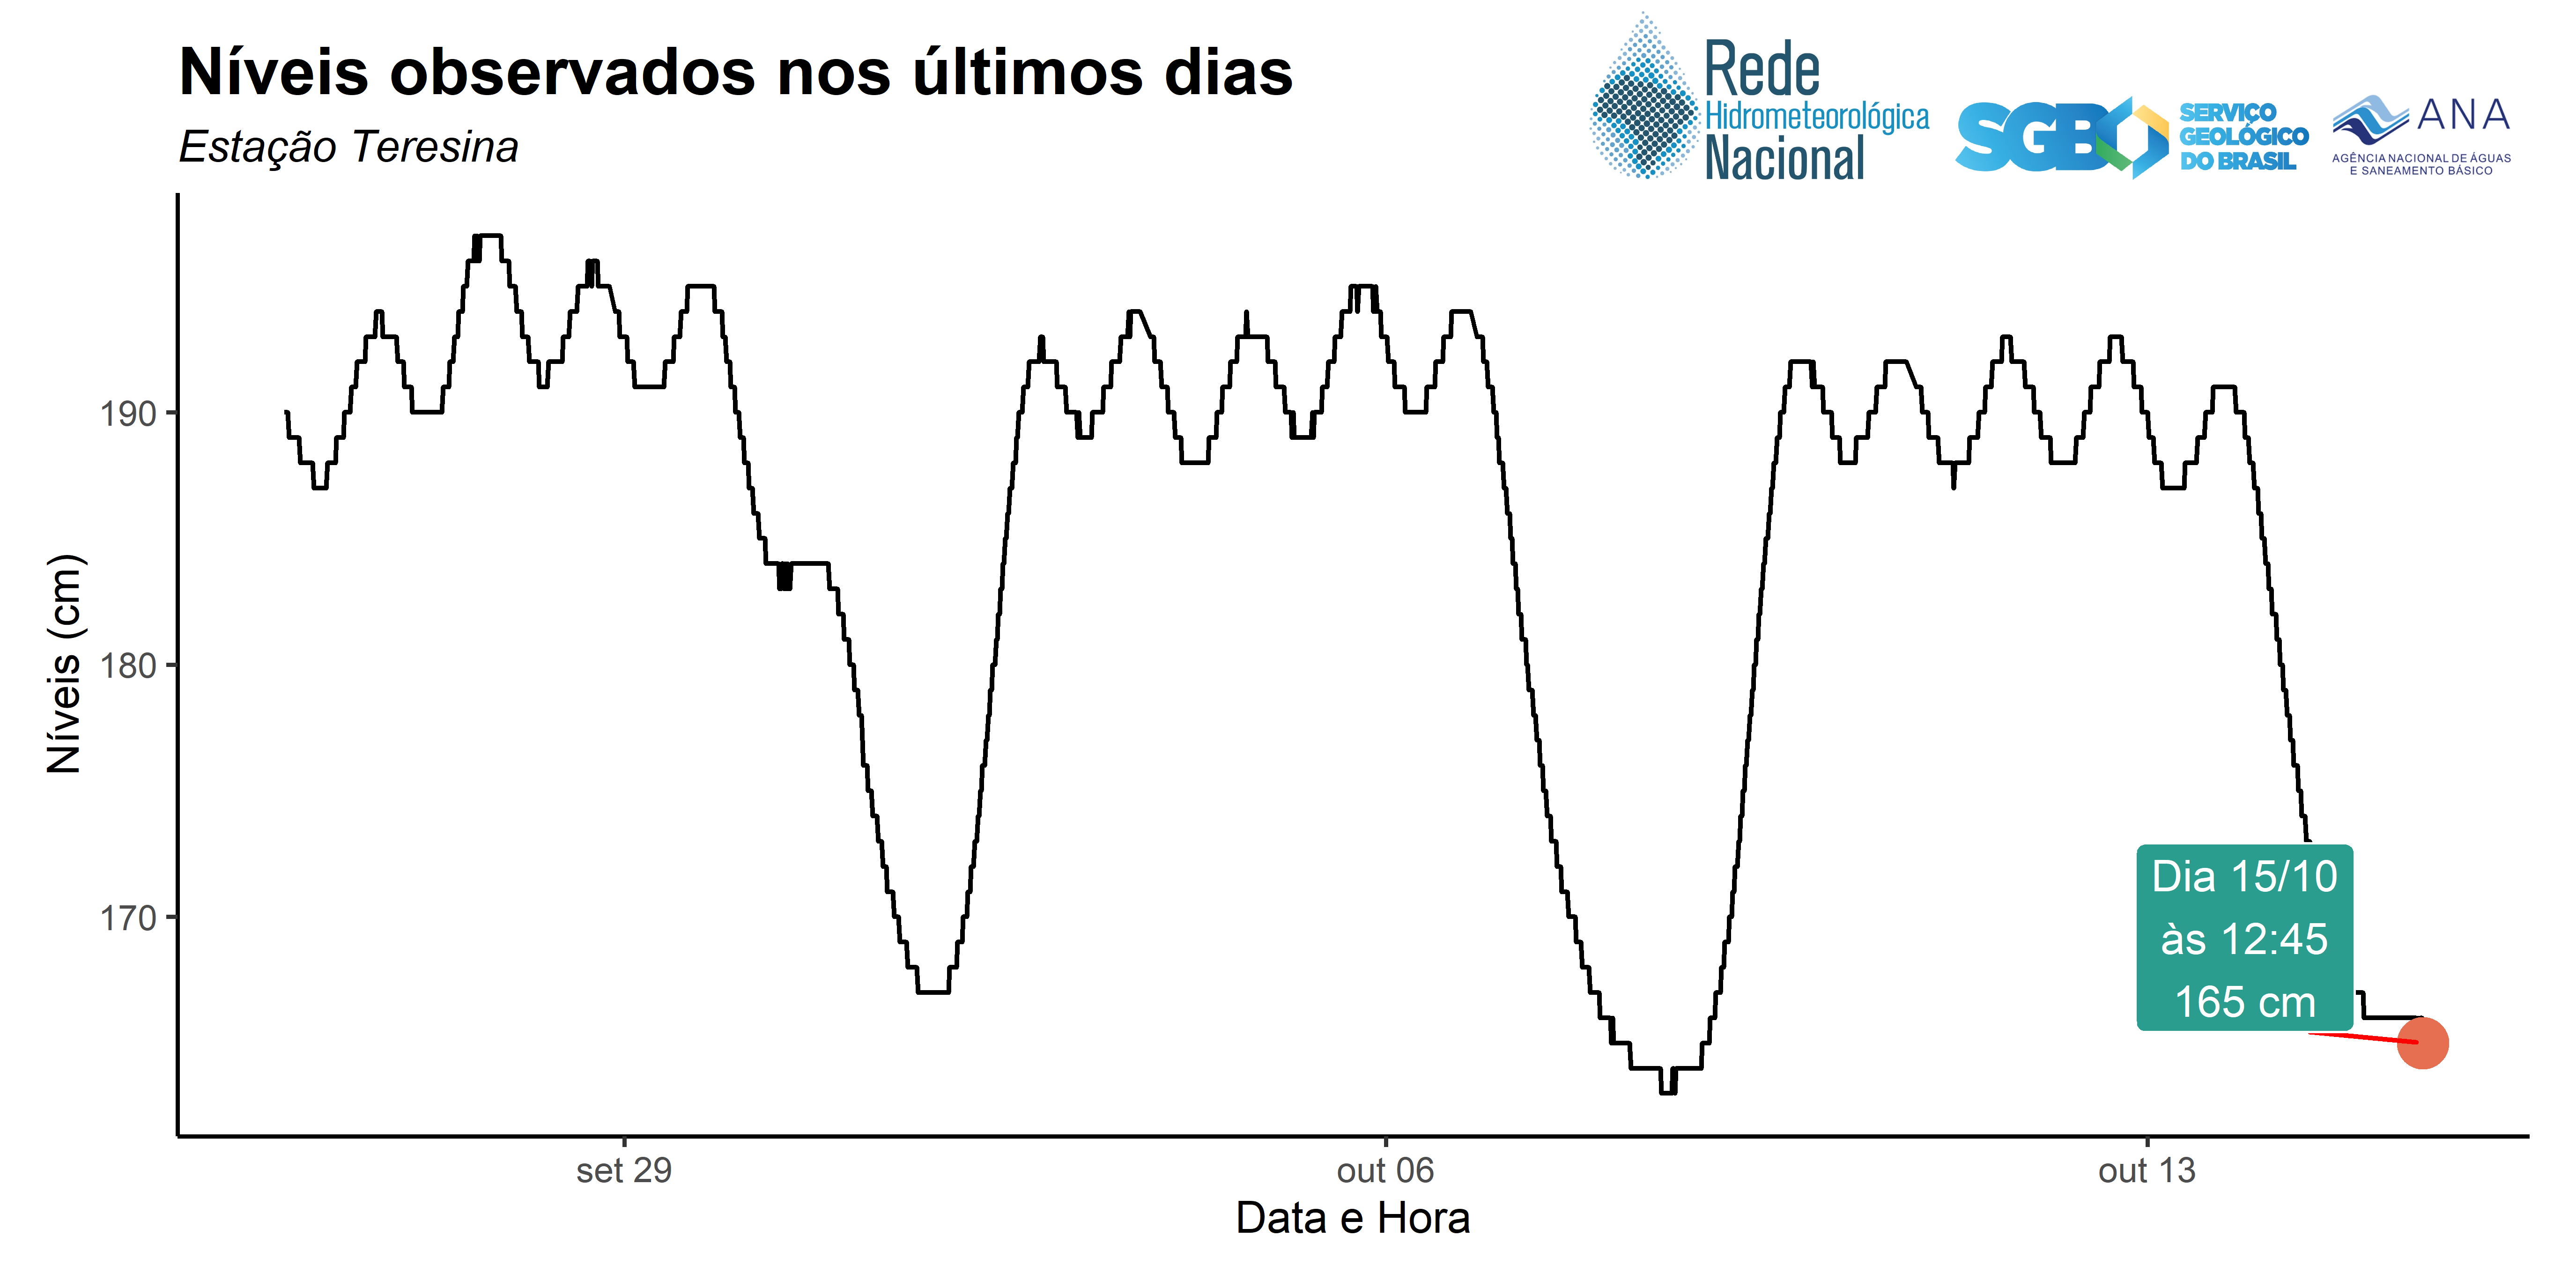 Níveis observados nos últimos dias
Estação Teresina
Rede
Hidrometeorológica
Nacional
SGB
SERVIÇO
GEOLÓGICO
DO BRASIL
ANA
AGÊNCIA NACIONAL DE ÁGUAS
E SANEAMENTO BÁSICO
Níveis (cm)
190
180
170
Dia 15/10
às 12:45
165 cm
set 29
out 06
out 13
Data e Hora